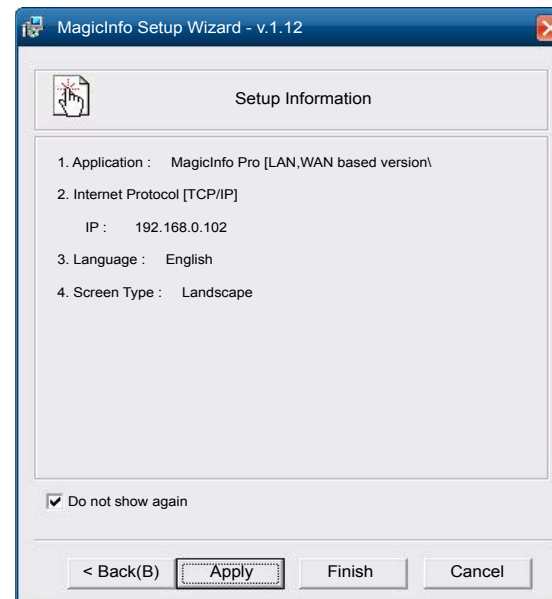 MagicInfo Setup Wizard - v.1.12
Setup Information
1. Application : MagicInfo Pro [LAN,WAN based version\
2. Internet Protocol [TCP/IP]
IP : 192.168.0.102
3. Language : English
4. Screen Type : Landscape
Do not show again
< Back(B) Apply Finish Cancel